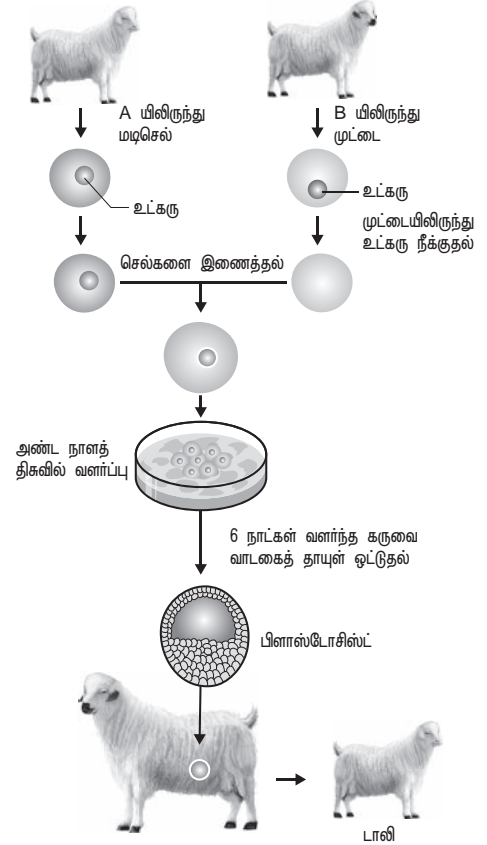 A யிலிருந்து
மடிசெல்
B யிலிருந்து
முட்டை
உட்கரு
உட்கரு
முட்டையிலிருந்து
உட்கரு நீக்குதல்
செல்களை இணைத்தல்
அண்ட நாளத்
திசுவில் வளர்ப்பு
6 நாட்கள் வளர்ந்த கருவை
வாடகைத் தாயுள் ஒட்டுதல்
பிளாஸ்டோசிஸ்ட்
டாலி